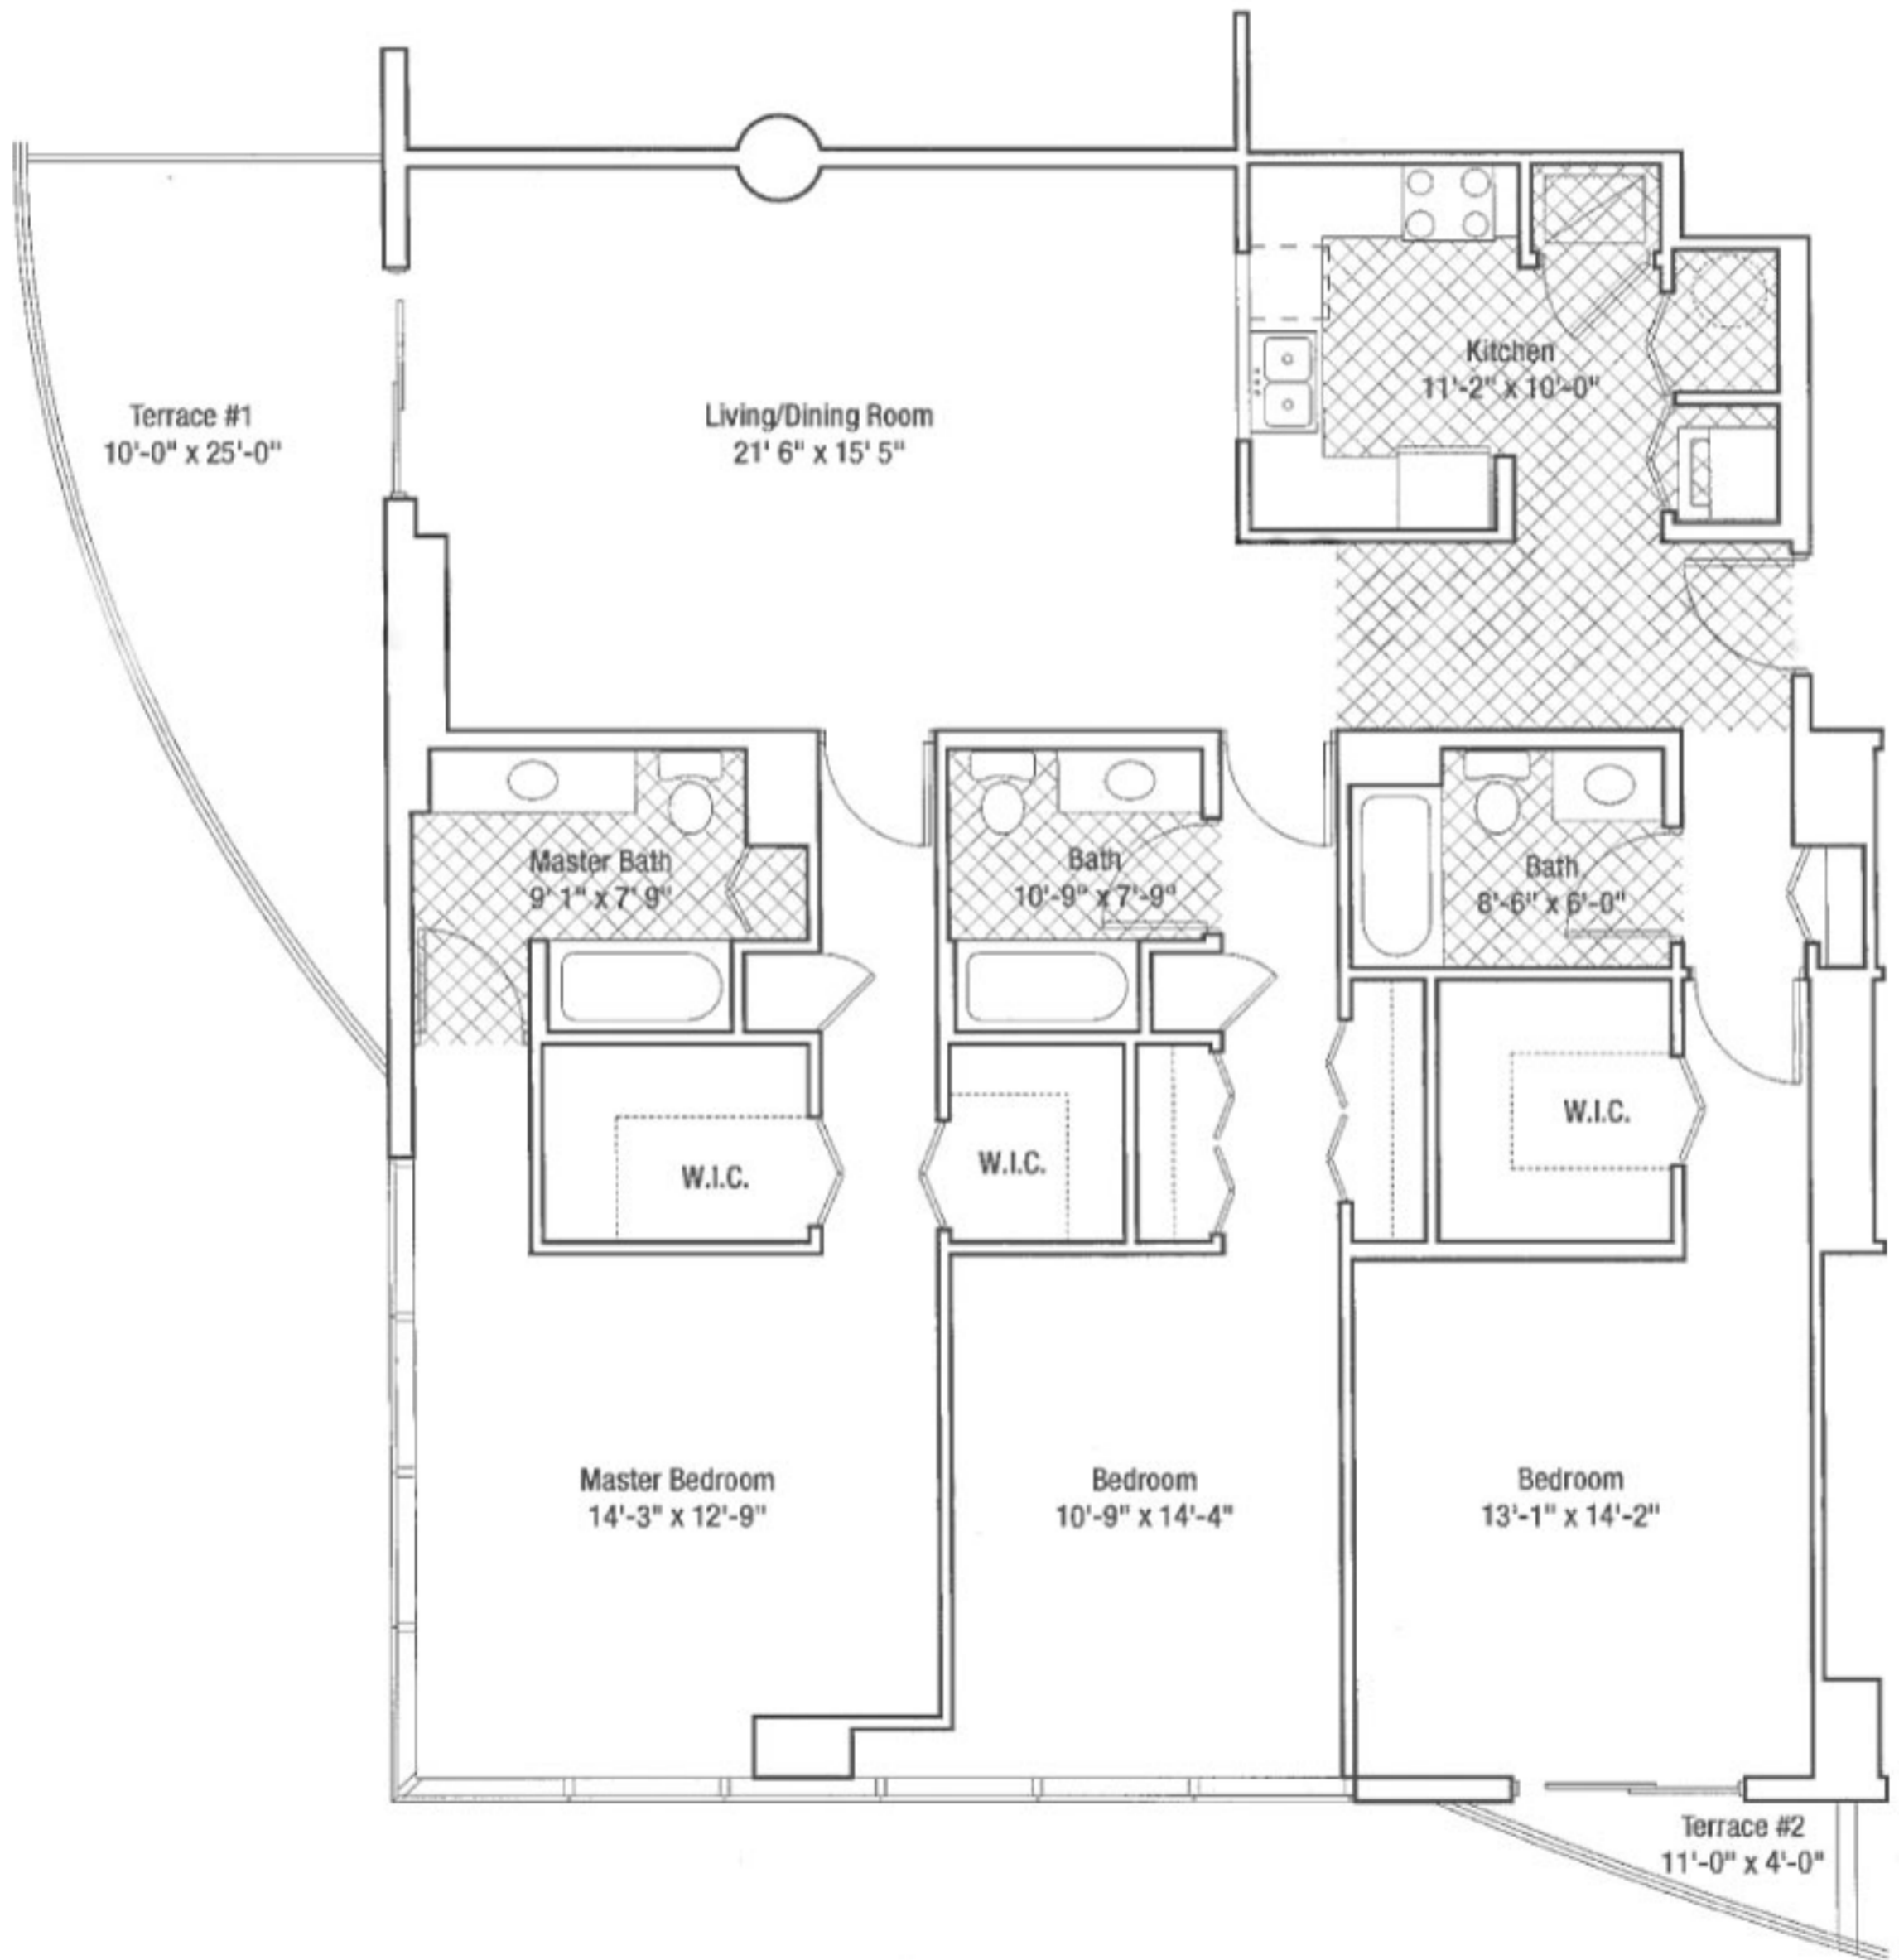 Kitchen
11'-2" x 10'-0"
Terrace #1
10'-0" x 25'-0"
Living/Dining Room
21' 6" x 15' 5"
Master Bath
9' 1" x 7' 9"
Bath
10'-9" x 7'-9"
Bath
8'-6" x 6'-0"
W.I.C.
W.I.C.
W.I.C.
Master Bedroom
14'-3" x 12'-9"
Bedroom
10'-9" x 14'-4"
Bedroom
13'-1" x 14'-2"
Terrace #2
11'-0" x 4'-0"